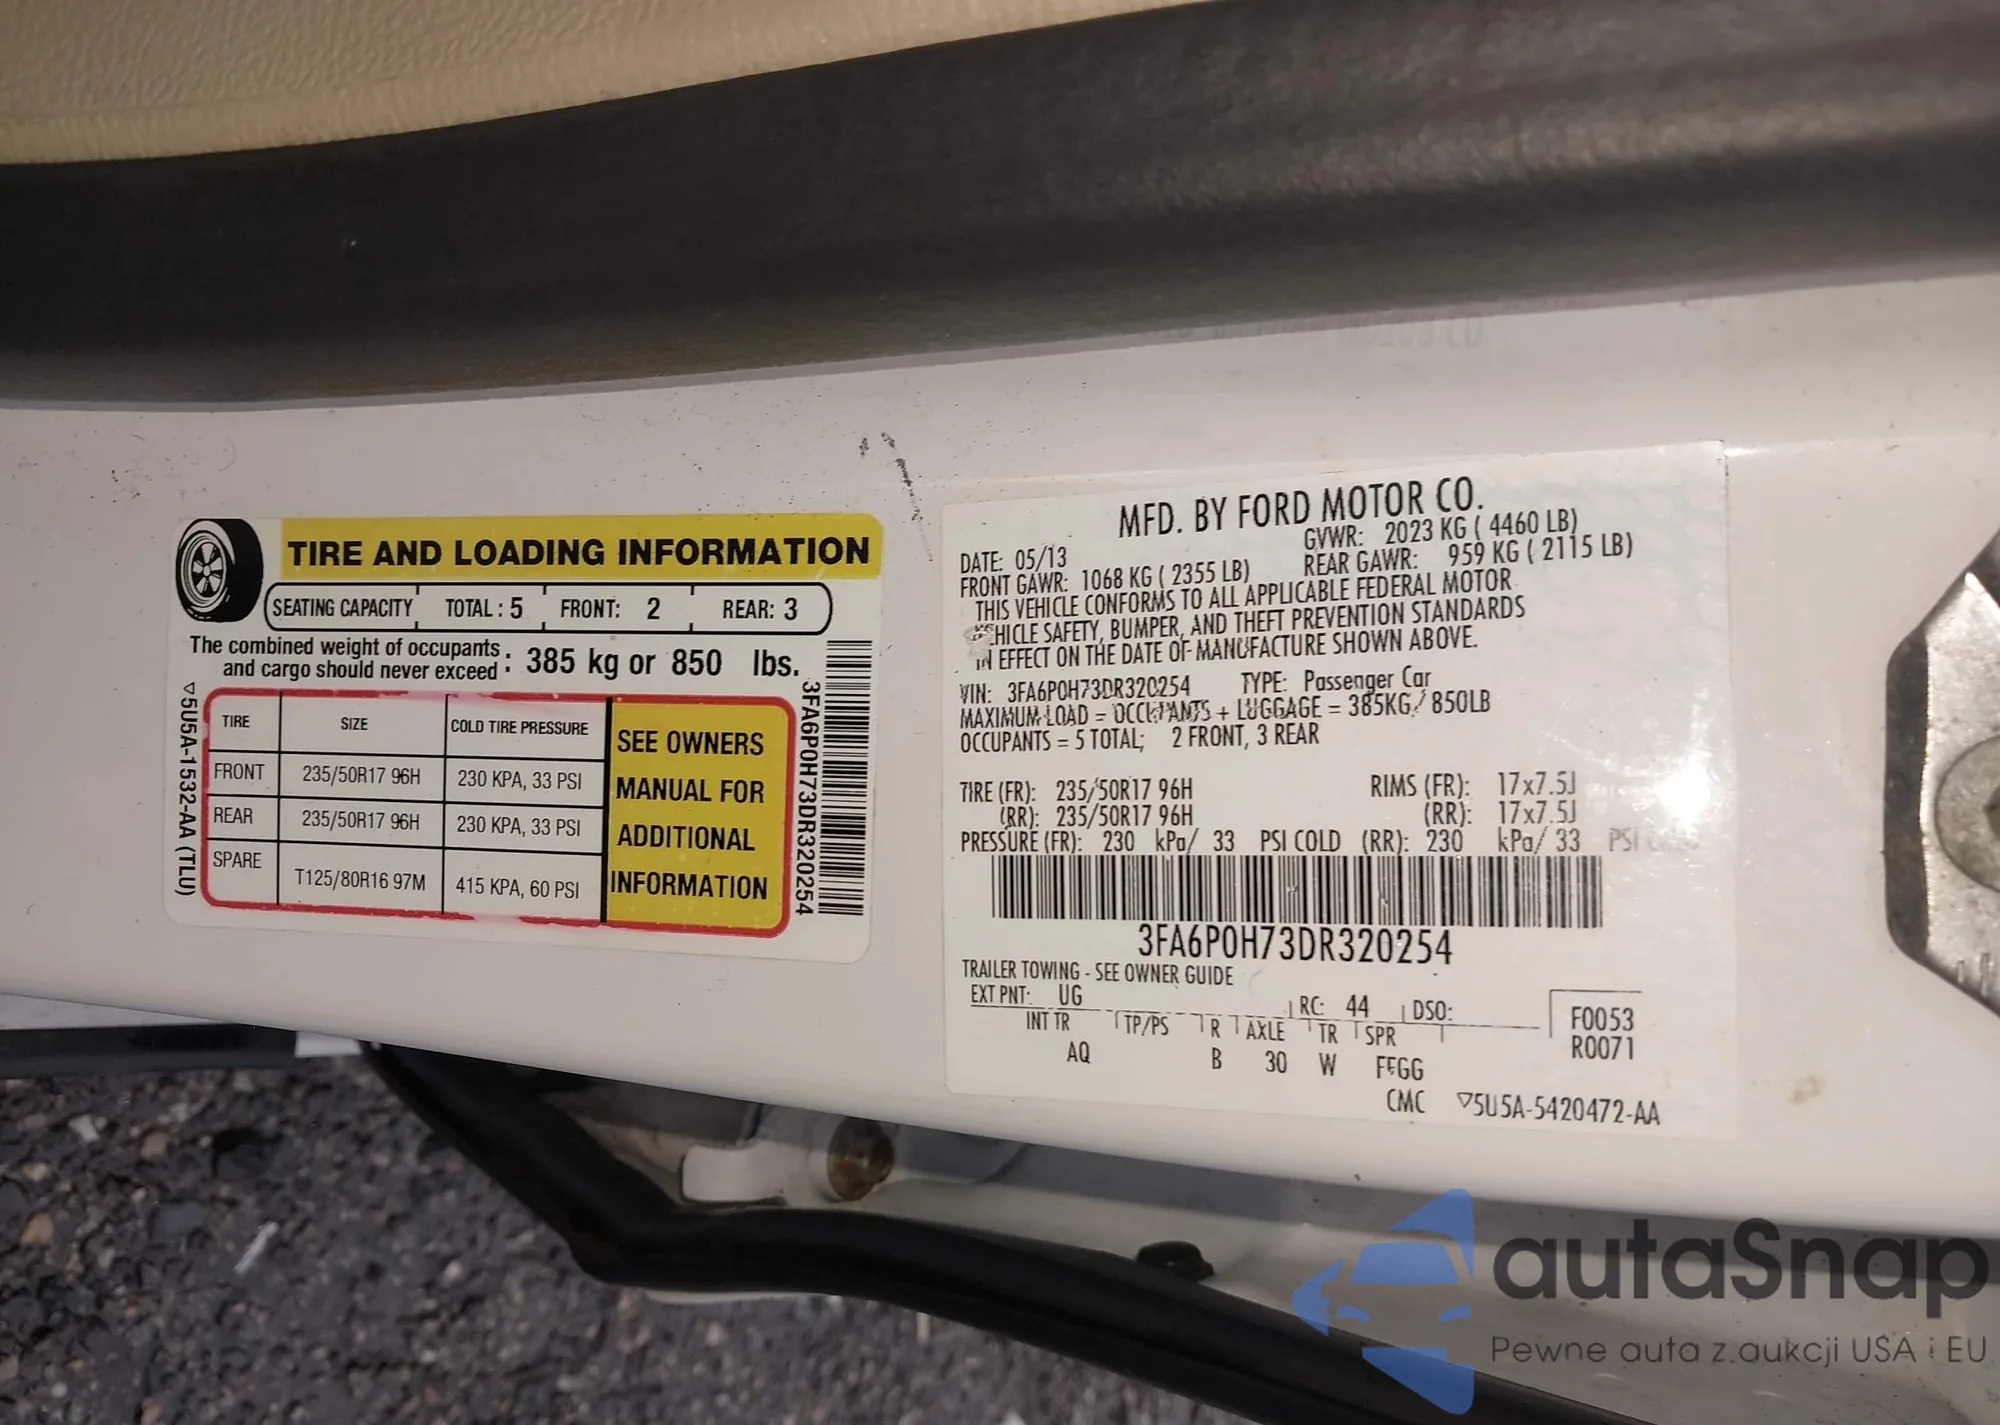 TIRE AND LOADING INFORMATION
SEATING CAPACITY TOTAL : 5 FRONT: 2 REAR: 3
The combined weight of occupants
and cargo should never exceed : 385 kg or 850 lbs.
TIRE SIZE COLD TIRE PRESSURE
FRONT 235/50R17 96H 230 KPA, 33 PSI
REAR 235/50R17 96H 230 KPA, 33 PSI
SPARE T125/80R16 97M 415 KPA, 60 PSI
SEE OWNERS
MANUAL FOR
ADDITIONAL
INFORMATION
5U5A-1532-AA (TLU)
3FA6P0H73DR320254
MFD. BY FORD MOTOR CO.
DATE: 05/13 GVWR: 2023 KG ( 4460 LB)
FRONT GAWR: 1068 KG ( 2355 LB) REAR GAWR: 959 KG ( 2115 LB)
THIS VEHICLE CONFORMS TO ALL APPLICABLE FEDERAL MOTOR
VEHICLE SAFETY, BUMPER, AND THEFT PREVENTION STANDARDS
IN EFFECT ON THE DATE OF MANUFACTURE SHOWN ABOVE.
VIN: 3FA6P0H73DR320254 TYPE: Passenger Car
MAXIMUM LOAD = OCCUPANTS + LUGGAGE = 385KG/ 850LB
OCCUPANTS = 5 TOTAL; 2 FRONT, 3 REAR
TIRE (FR): 235/50R17 96H RIMS (FR): 17x7.5J
(RR): 235/50R17 96H (RR): 17x7.5J
PRESSURE (FR): 230 kPa/ 33 PSI COLD (RR): 230 kPa/ 33 PSI COLD
3FA6P0H73DR320254
TRAILER TOWING - SEE OWNER GUIDE
EXT PNT: UG RC: 44 DSO:
INT TR TP/PS R AXLE TR SPR
AQ B 30 W FFGG
F0053
R0071
CMC 5U5A-5420472-AA
autaSnap
Pewne auta z aukcji USA i EU